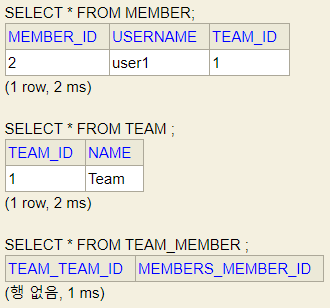 SELECT * FROM MEMBER;
MEMBER_ID USERNAME TEAM_ID
2 user1 1
(1 row, 2 ms)
SELECT * FROM TEAM ;
TEAM_ID NAME
1 Team
(1 row, 2 ms)
SELECT * FROM TEAM_MEMBER ;
TEAM_TEAM_ID MEMBERS_MEMBER_ID
(행 없음, 1 ms)